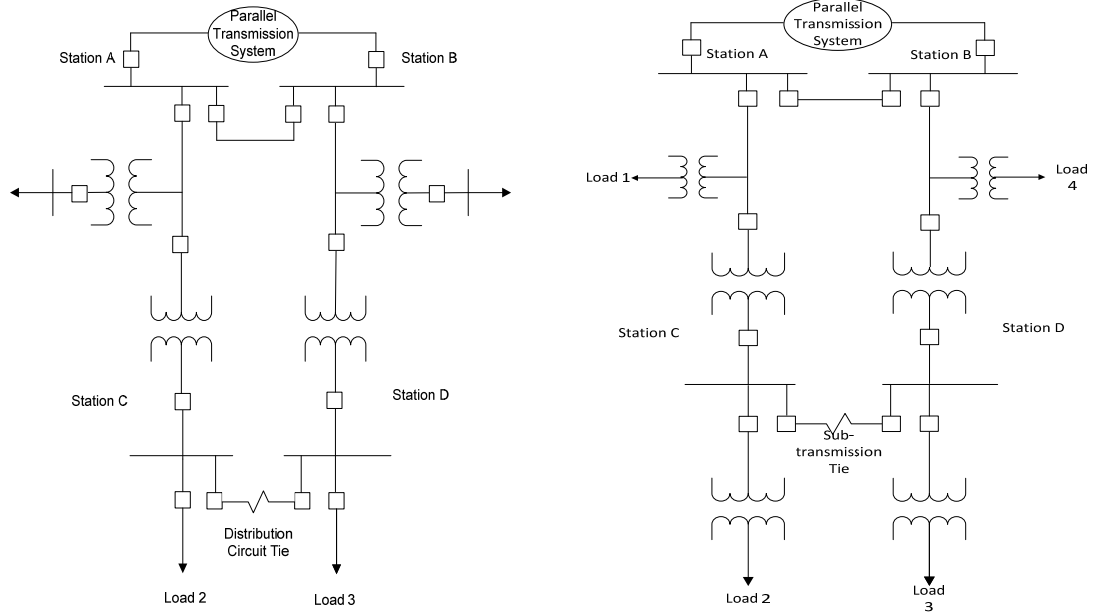 Parallel
Transmission
System
Station A
Station B
Station C
Station D
Distribution
Circuit Tie
Load 2
Load 3
Parallel
Transmission
System
Station A
Station B
Load 1
Load
4
Station C
Station D
Sub-
transmission
Tie
Load 2
Load
3